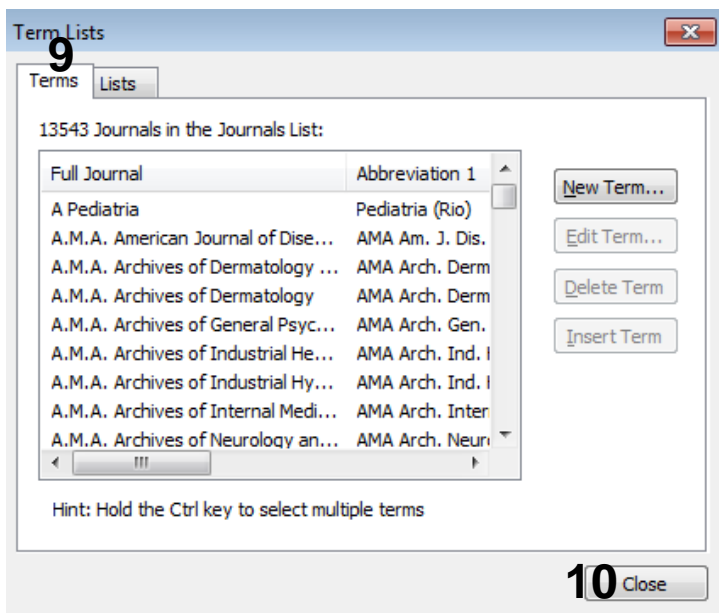 Term Lists
9
Terms Lists
13543 Journals in the Journals List:
Full Journal Abbreviation 1
A Pediatria Pediatria (Rio)
A.M.A. American Journal of Dise... AMA Am. J. Dis.
A.M.A. Archives of Dermatology ... AMA Arch. Derm
A.M.A. Archives of Dermatology AMA Arch. Derm
A.M.A. Archives of General Psyc... AMA Arch. Gen.
A.M.A. Archives of Industrial He... AMA Arch. Ind. H
A.M.A. Archives of Industrial Hy... AMA Arch. Ind. H
A.M.A. Archives of Internal Medi... AMA Arch. Inter
A.M.A. Archives of Neurology an... AMA Arch. Neuro
New Term...
Edit Term...
Delete Term
Insert Term
Hint: Hold the Ctrl key to select multiple terms
10 Close